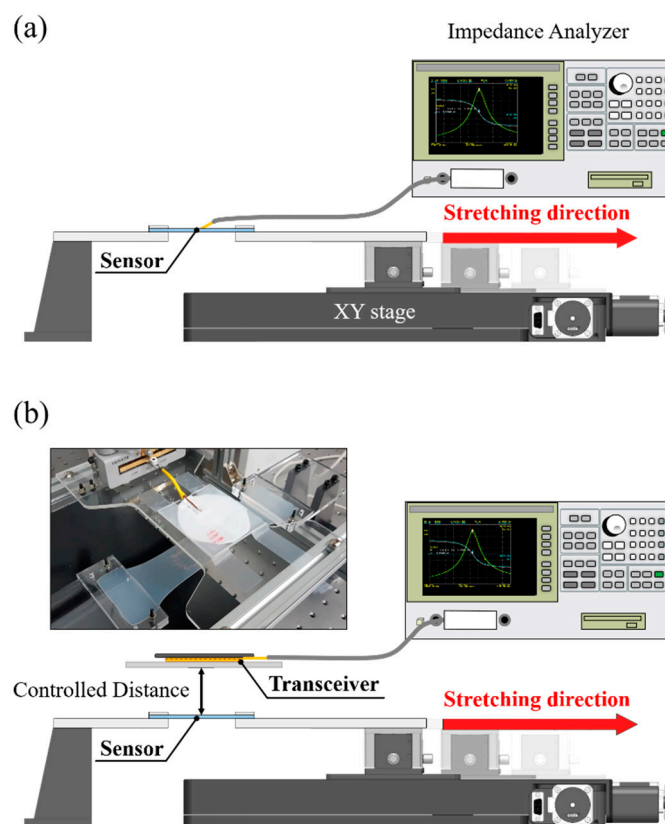 (a)
Impedance Analyzer
Stretching direction
Sensor
XY stage
(b)
Controlled Distance
Transceiver
Stretching direction
Sensor